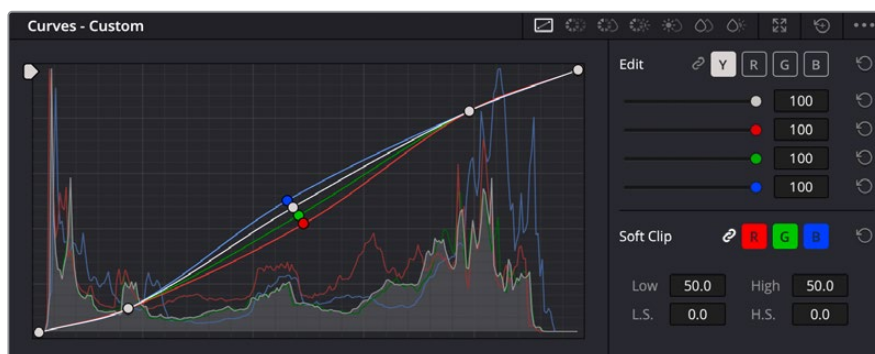 Curves - Custom
Edit
Y R G B
100
100
100
100
Soft Clip
R G B
Low 50.0 High 50.0
L.S. 0.0 H.S. 0.0